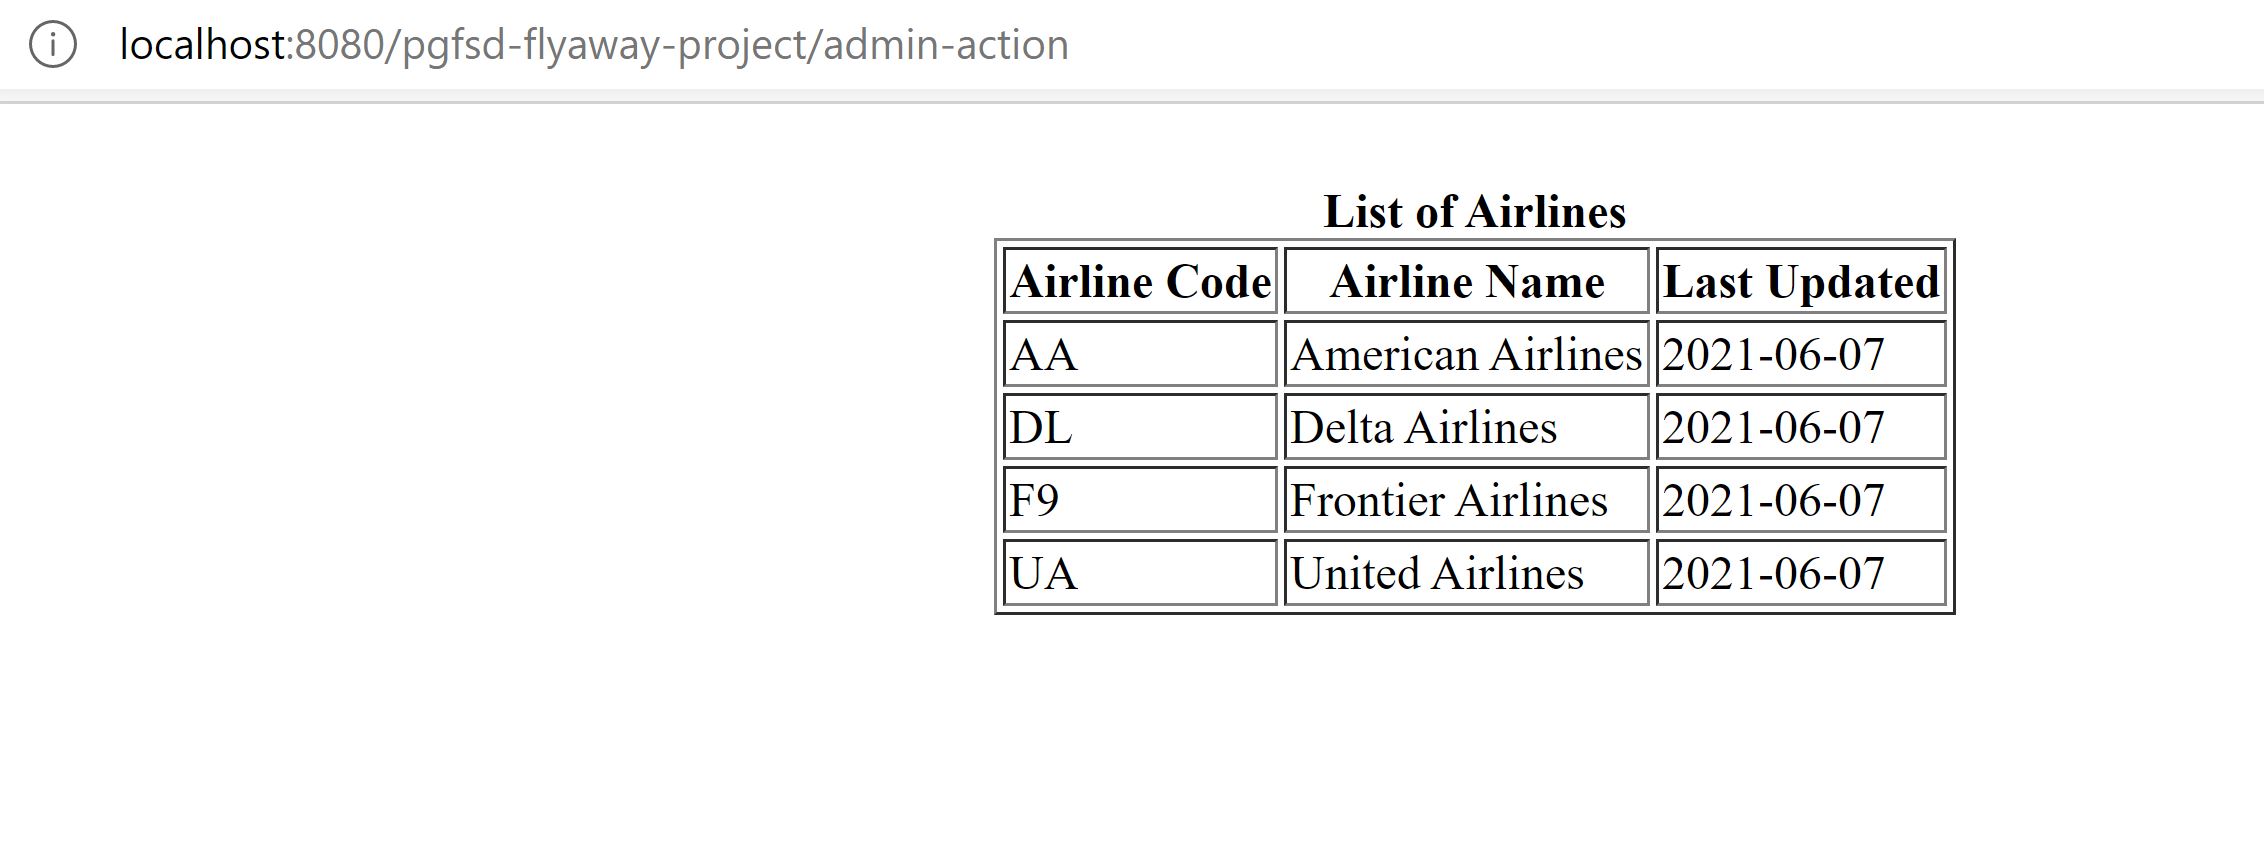 localhost:8080/pgfsd-flyaway-project/admin-action
List of Airlines
Airline Code Airline Name Last Updated
AA American Airlines 2021-06-07
DL Delta Airlines 2021-06-07
F9 Frontier Airlines 2021-06-07
UA United Airlines 2021-06-07